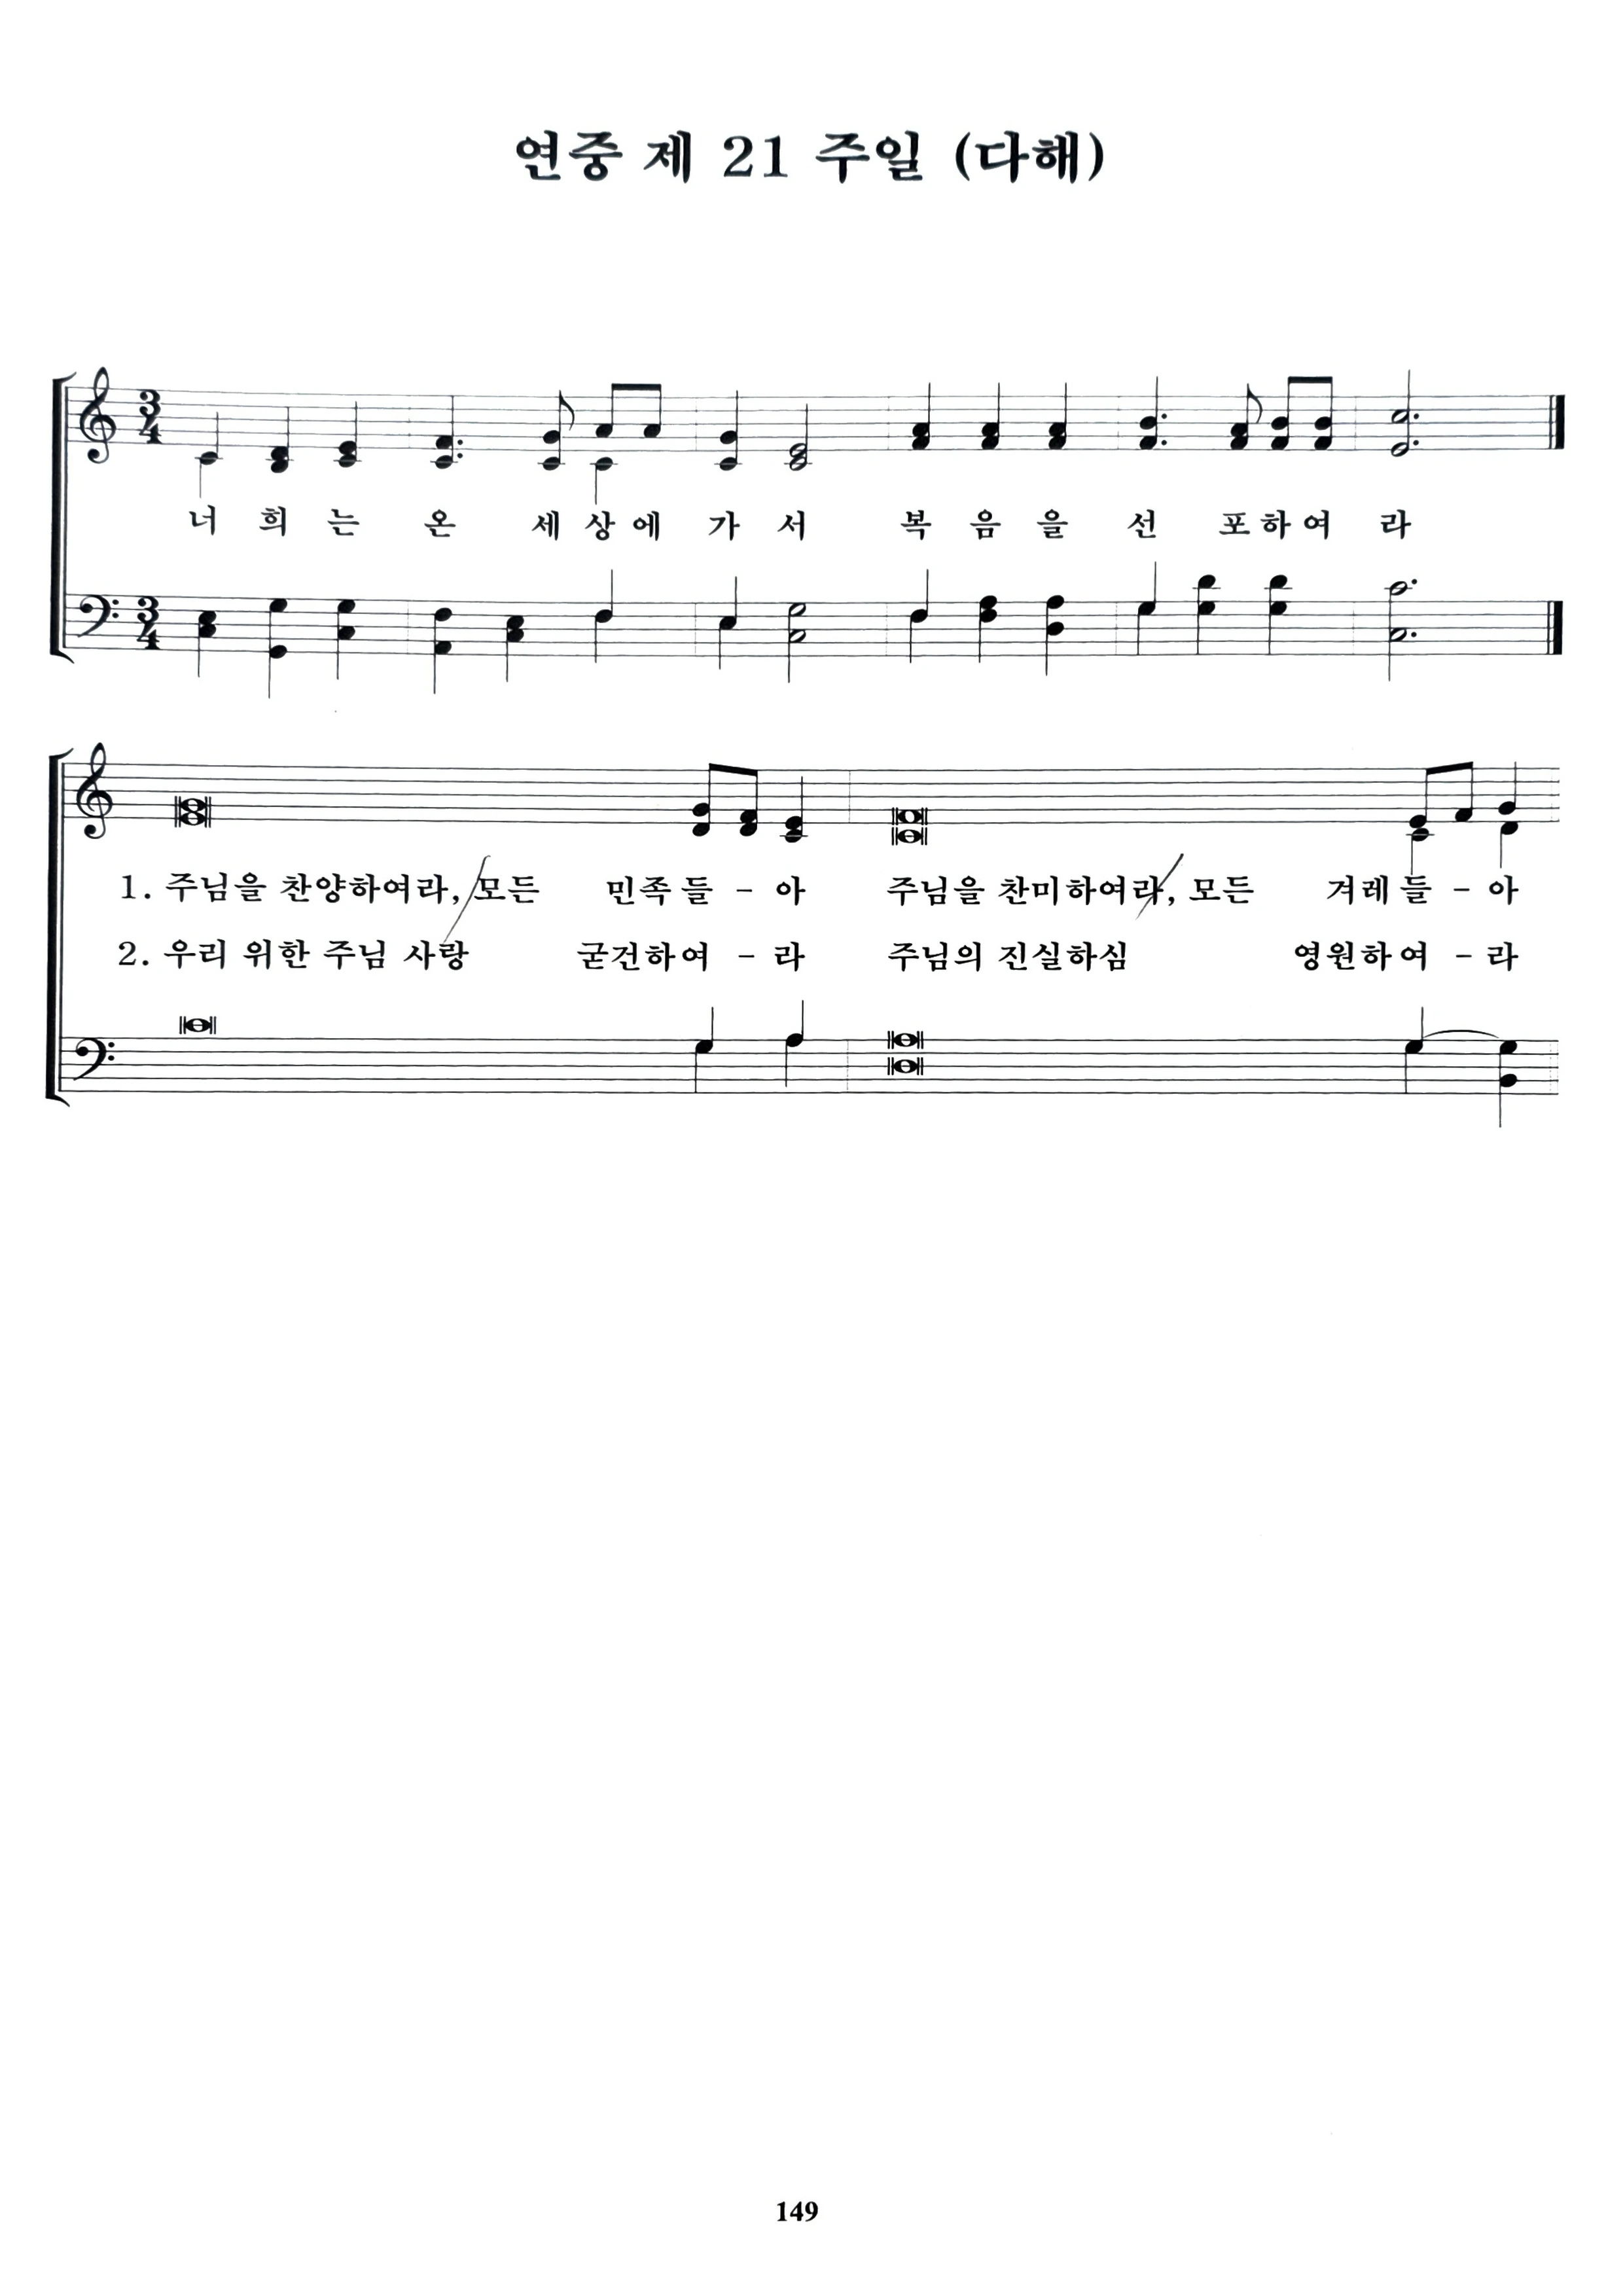 연중 제 21 주일 (다해)
3 4
너 희 는 온 세 상 에 가 서 복 음 을 선 포 하 여 라
3 4
1. 주님을 찬양하여라, 모든 민족 들 - 아 주님을 찬미하여라, 모든 겨레 들 - 아
2. 우리 위한 주님 사랑 굳건하 여 - 라 주님의 진실하심 영원하 여 - 라
149